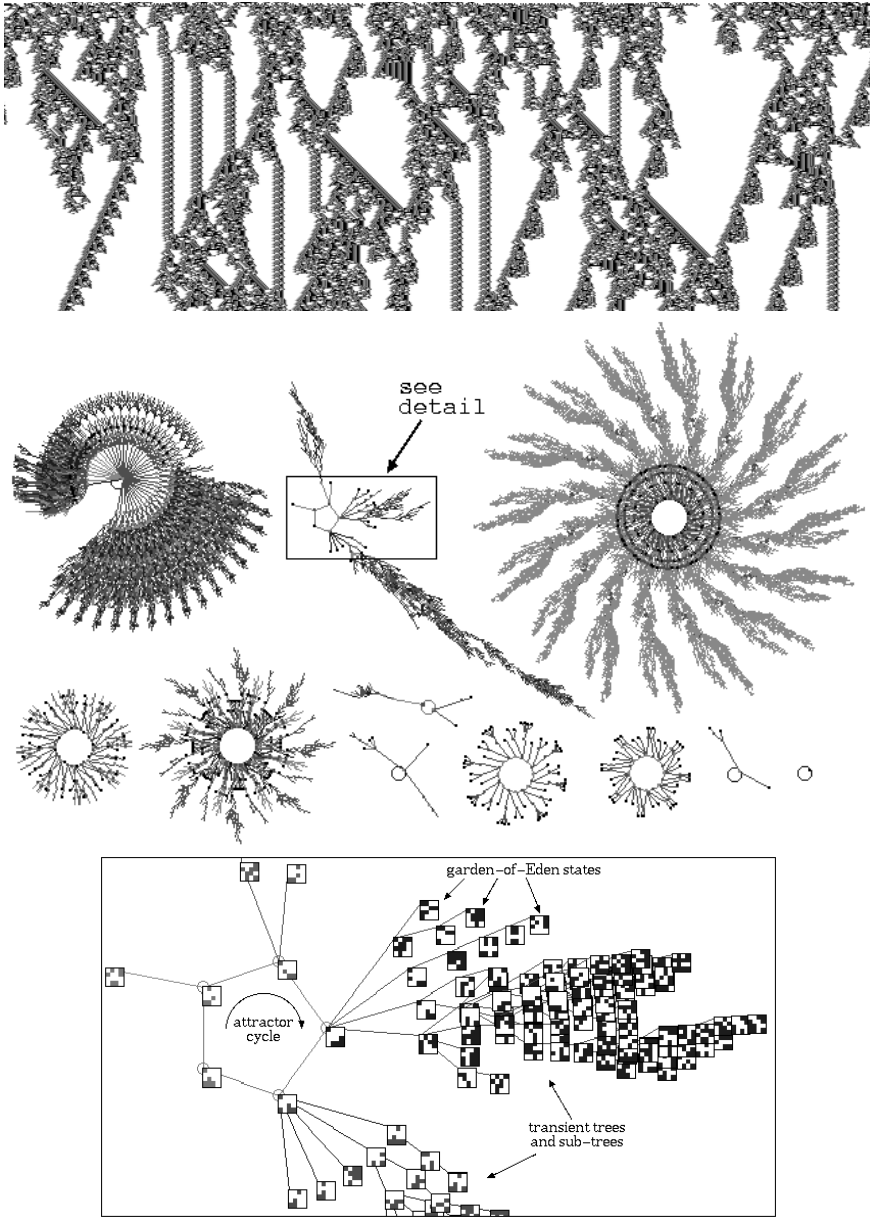 see
detail
garden-of-Eden states
attractor
cycle
transient trees
and sub-trees